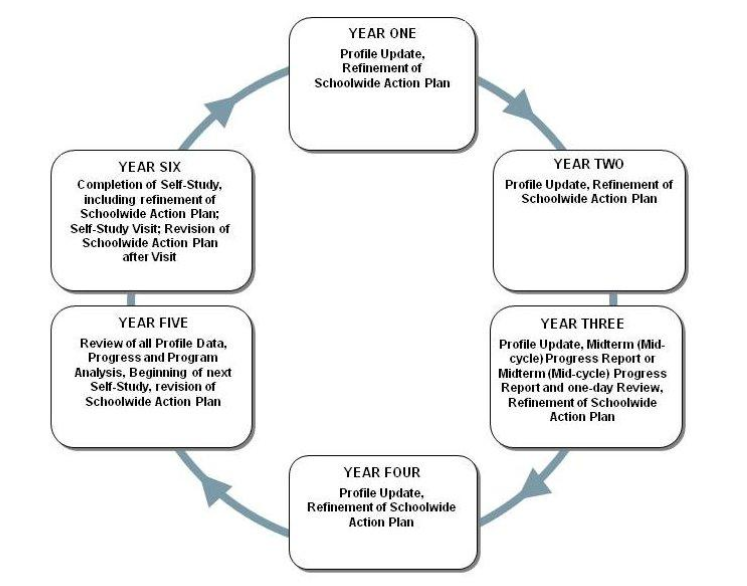 YEAR ONE
Profile Update,
Refinement of
Schoolwide Action Plan
YEAR TWO
Profile Update, Refinement of
Schoolwide Action Plan
YEAR THREE
Profile Update, Midterm (Mid-
cycle) Progress Report or
Midterm (Mid-cycle) Progress
Report and one-day Review,
Refinement of Schoolwide
Action Plan
YEAR FOUR
Profile Update,
Refinement of Schoolwide
Action Plan
YEAR FIVE
Review of all Profile Data,
Progress and Program
Analysis, Beginning of next
Self-Study, revision of
Schoolwide Action Plan
YEAR SIX
Completion of Self-Study,
including refinement of
Schoolwide Action Plan;
Self-Study Visit; Revision of
Schoolwide Action Plan
after Visit